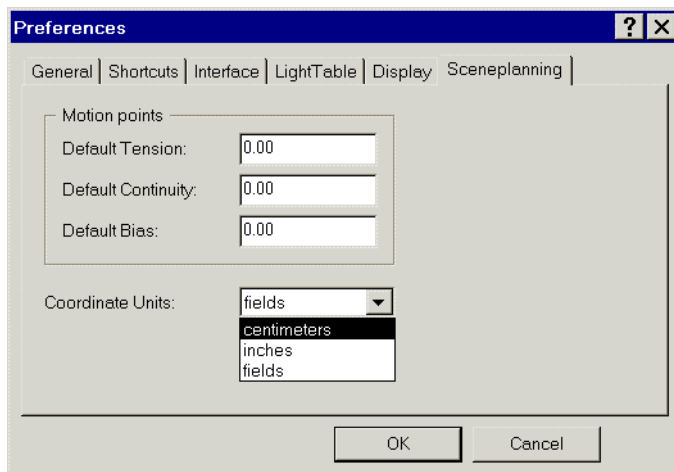 Preferences
General Shortcuts Interface LightTable Display Sceneplanning
Motion points
Default Tension: 0.00
Default Continuity: 0.00
Default Bias: 0.00
Coordinate Units: fields
centimeters
inches
fields
OK Cancel